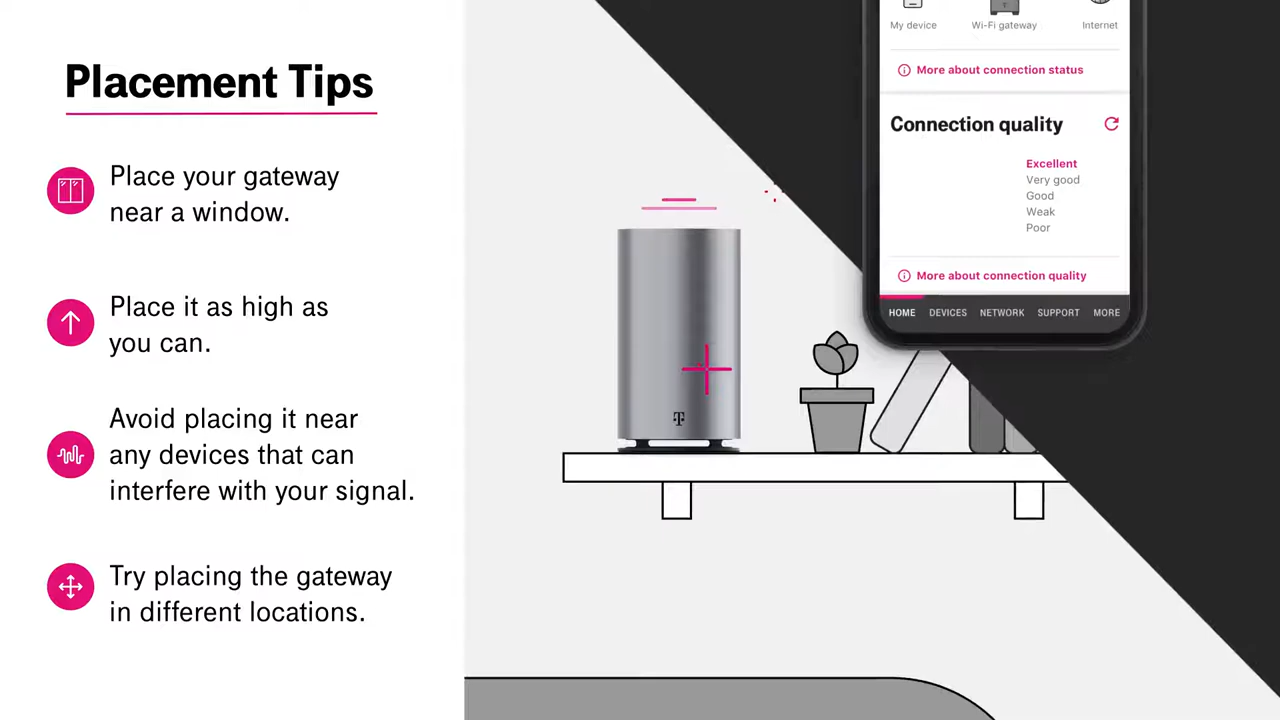 Placement Tips
Place your gateway
near a window.
Place it as high as
you can.
Avoid placing it near
any devices that can
interfere with your signal.
Try placing the gateway
in different locations.
T
My device
Wi-Fi gateway
Internet
More about connection status
Connection quality
Excellent
Very good
Good
Weak
Poor
More about connection quality
HOME DEVICES NETWORK SUPPORT MORE